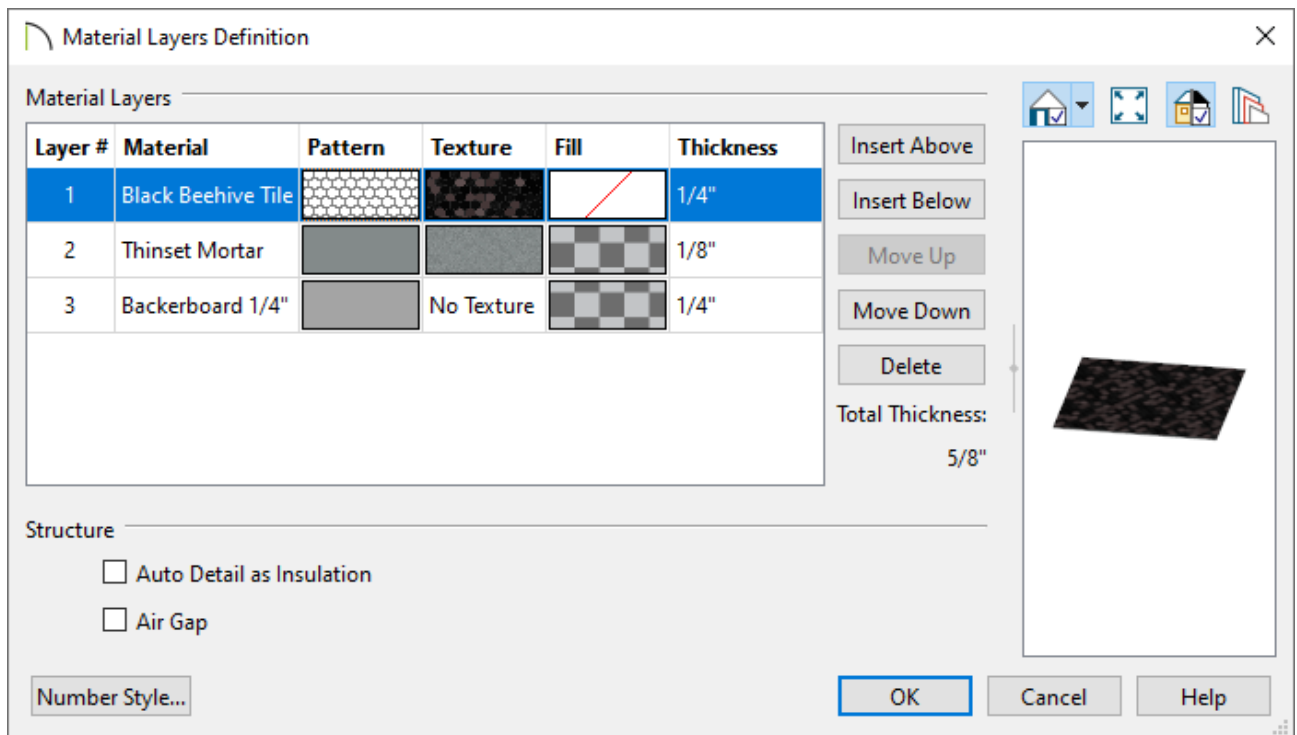 Material Layers Definition
Material Layers
Layer # Material Pattern Texture Fill Thickness
1 Black Beehive Tile 1/4"
2 Thinset Mortar 1/8"
3 Backerboard 1/4" No Texture 1/4"
Insert Above
Insert Below
Move Up
Move Down
Delete
Total Thickness:
5/8"
Structure
Auto Detail as Insulation
Air Gap
Number Style...
OK
Cancel
Help